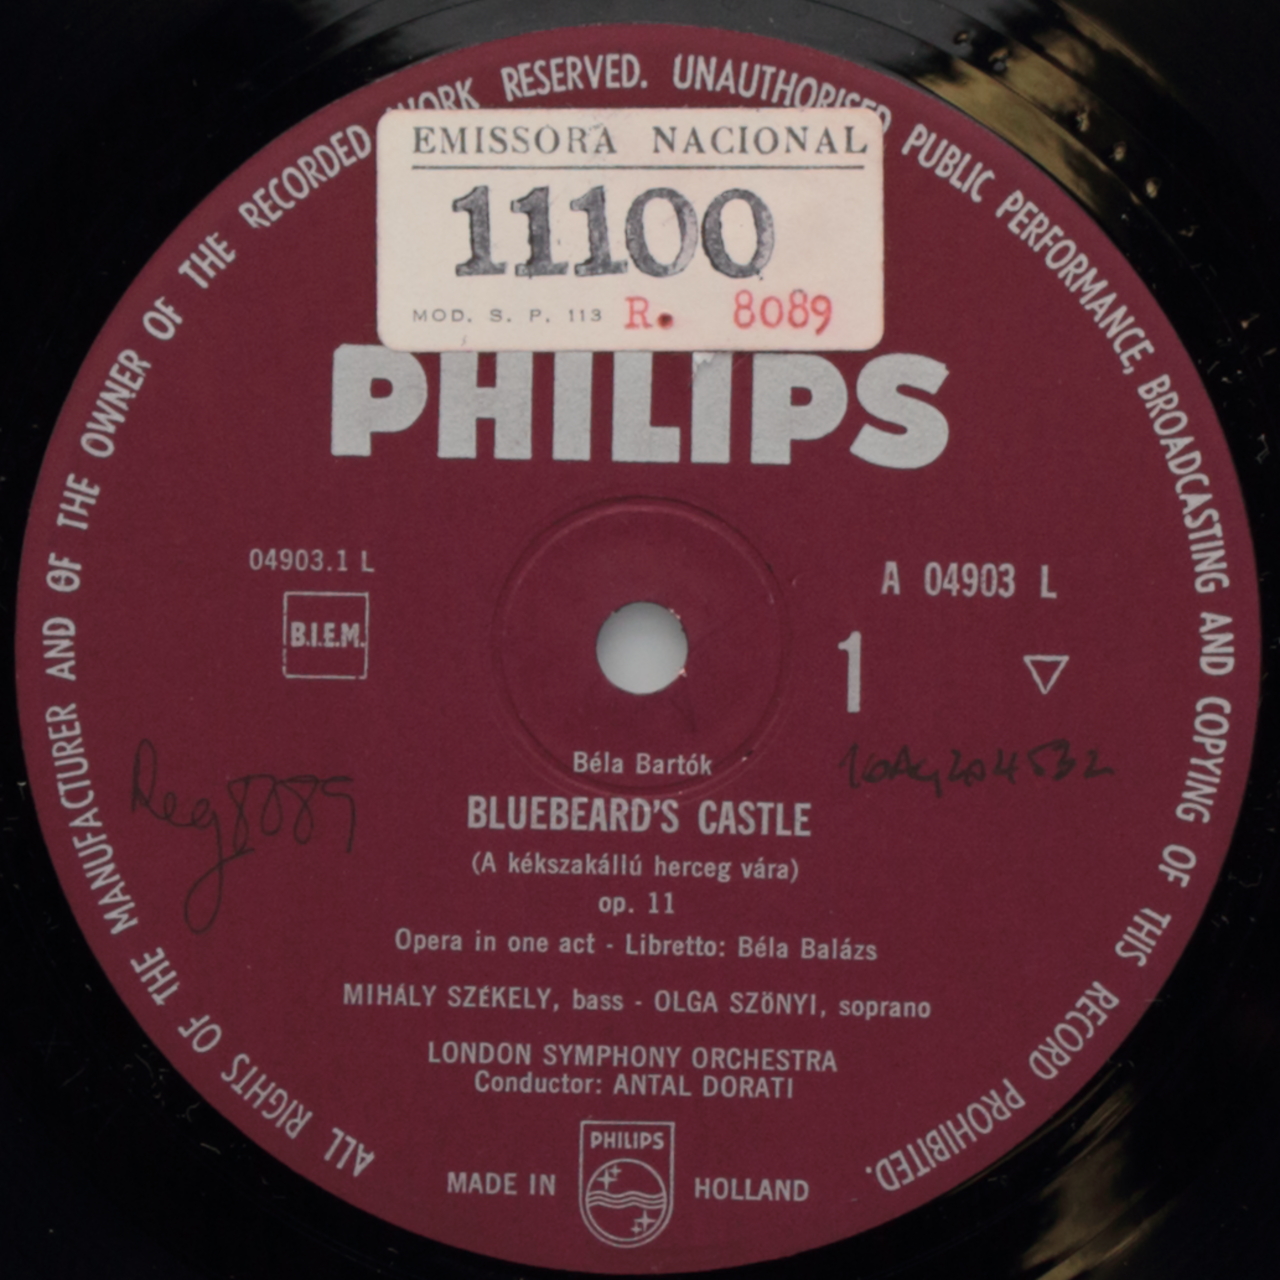 ALL RIGHTS OF THE MANUFACTURER AND OF THE OWNER OF THE RECORDED WORK RESERVED. UNAUTHORISED PUBLIC PERFORMANCE, BROADCASTING AND COPYING OF THIS RECORD PROHIBITED.
EMISSORA NACIONAL
11100
MOD. S. P. 113 R. 8089
PHILIPS
04903.1 L
A 04903 L
B.I.E.M.
1
Reg 8089
Béla Bartók
BLUEBEARD'S CASTLE
(A kékszakállú herceg vára)
op. 11
Opera in one act - Libretto: Béla Balázs
MIHÁLY SZÉKELY, bass - OLGA SZÖNYI, soprano
LONDON SYMPHONY ORCHESTRA
Conductor: ANTAL DORATI
PHILIPS
MADE IN HOLLAND